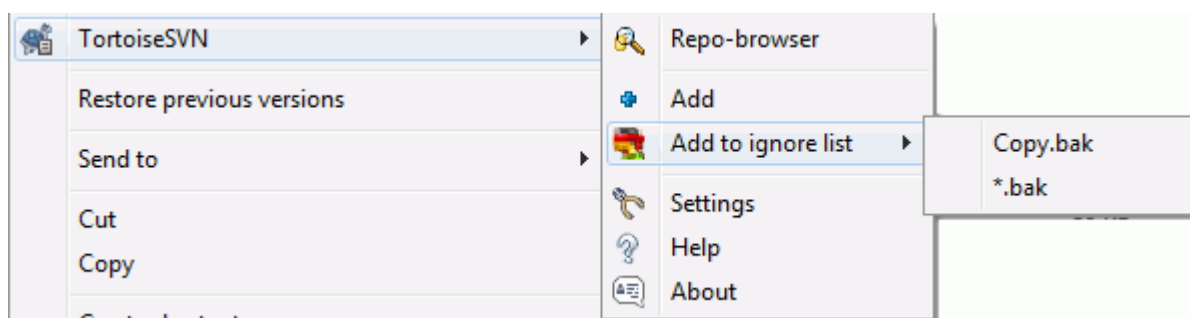 TortoiseSVN
Restore previous versions
Send to
Cut
Copy
Repo-browser
Add
Add to ignore list
Settings
Help
About
Copy.bak
*.bak